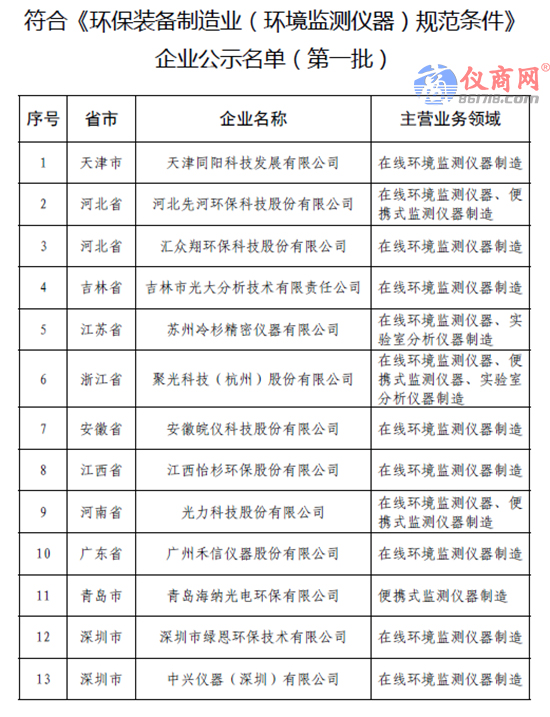 符合《环保装备制造业（环境监测仪器）规范条件》
企业公示名单（第一批）
仪商网®
861718.com
序号 省市 企业名称 主营业务领域
1 天津市 天津同阳科技发展有限公司 在线环境监测仪器制造
2 河北省 河北先河环保科技股份有限公司 在线环境监测仪器、便
携式监测仪器制造
3 河北省 汇众翔环保科技股份有限公司 在线环境监测仪器制造
4 吉林省 吉林市光大分析技术有限责任公司 在线环境监测仪器制造
5 江苏省 苏州冷杉精密仪器有限公司 在线环境监测仪器、实
验室分析仪器制造
6 浙江省 聚光科技（杭州）股份有限公司 在线环境监测仪器、便
携式监测仪器、实验室
分析仪器制造
7 安徽省 安徽皖仪科技股份有限公司 在线环境监测仪器制造
8 江西省 江西怡杉环保股份有限公司 在线环境监测仪器制造
9 河南省 光力科技股份有限公司 在线环境监测仪器、便
携式监测仪器制造
10 广东省 广州禾信仪器股份有限公司 在线环境监测仪器制造
11 青岛市 青岛海纳光电环保有限公司 便携式监测仪器制造
12 深圳市 深圳市绿恩环保技术有限公司 在线环境监测仪器制造
13 深圳市 中兴仪器（深圳）有限公司 在线环境监测仪器制造